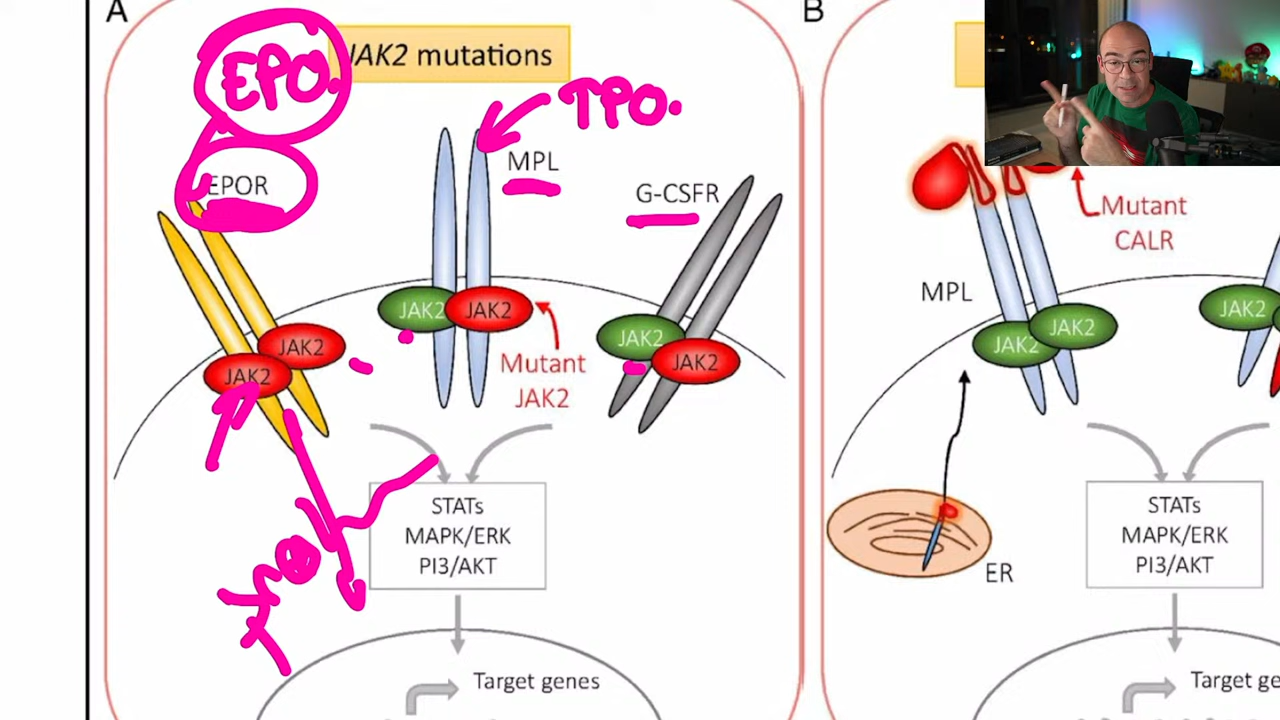 A
JAK2 mutations
EPO.
TPO.
EPOR
MPL
G-CSFR
JAK2
JAK2
JAK2
JAK2
JAK2
JAK2
Mutant
JAK2
STATs
MAPK/ERK
PI3/AKT
Target genes
B
Mutant
CALR
MPL
JAK2
JAK2
JAK2
ER
STATs
MAPK/ERK
PI3/AKT
Target ge